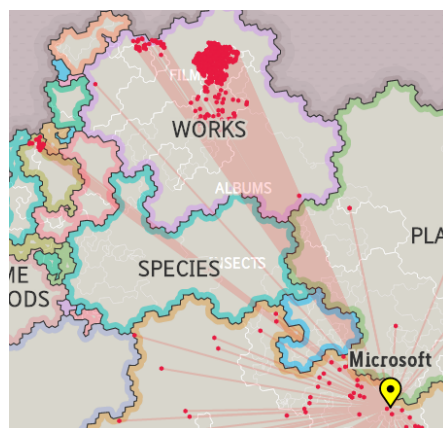 FILMS
WORKS
ALBUMS
PLA
SPECIES
INSECTS
ME
ODS
Microsoft